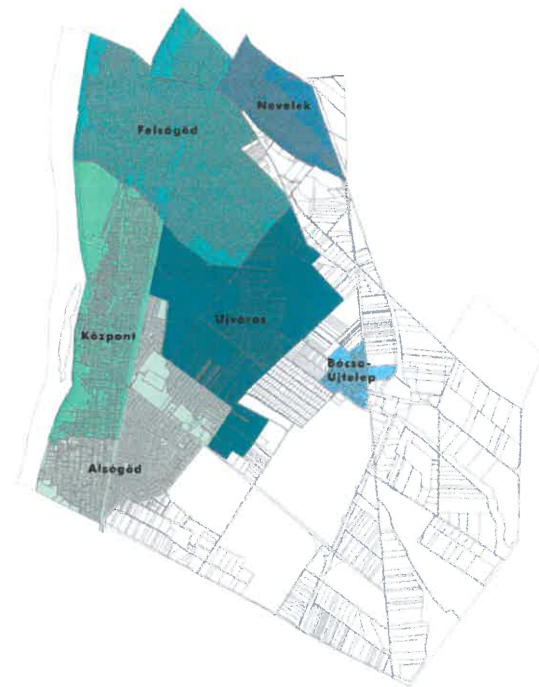 Nevelek
Felsőgöd
Újváros
Központ
Bócsa-
Újtelep
Alsógöd